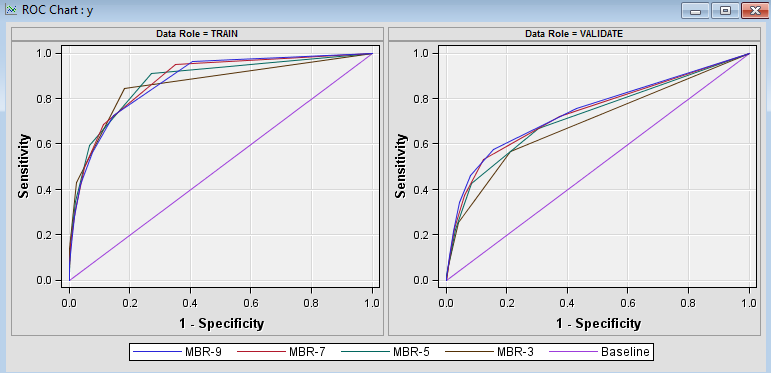 ROC Chart : y
Data Role = TRAIN
1.0
0.8
0.6
0.4
0.2
0.0
Sensitivity
0.0 0.2 0.4 0.6 0.8 1.0
1 - Specificity
Data Role = VALIDATE
1.0
0.8
0.6
0.4
0.2
0.0
Sensitivity
0.0 0.2 0.4 0.6 0.8 1.0
1 - Specificity
MBR-9 MBR-7 MBR-5 MBR-3 Baseline